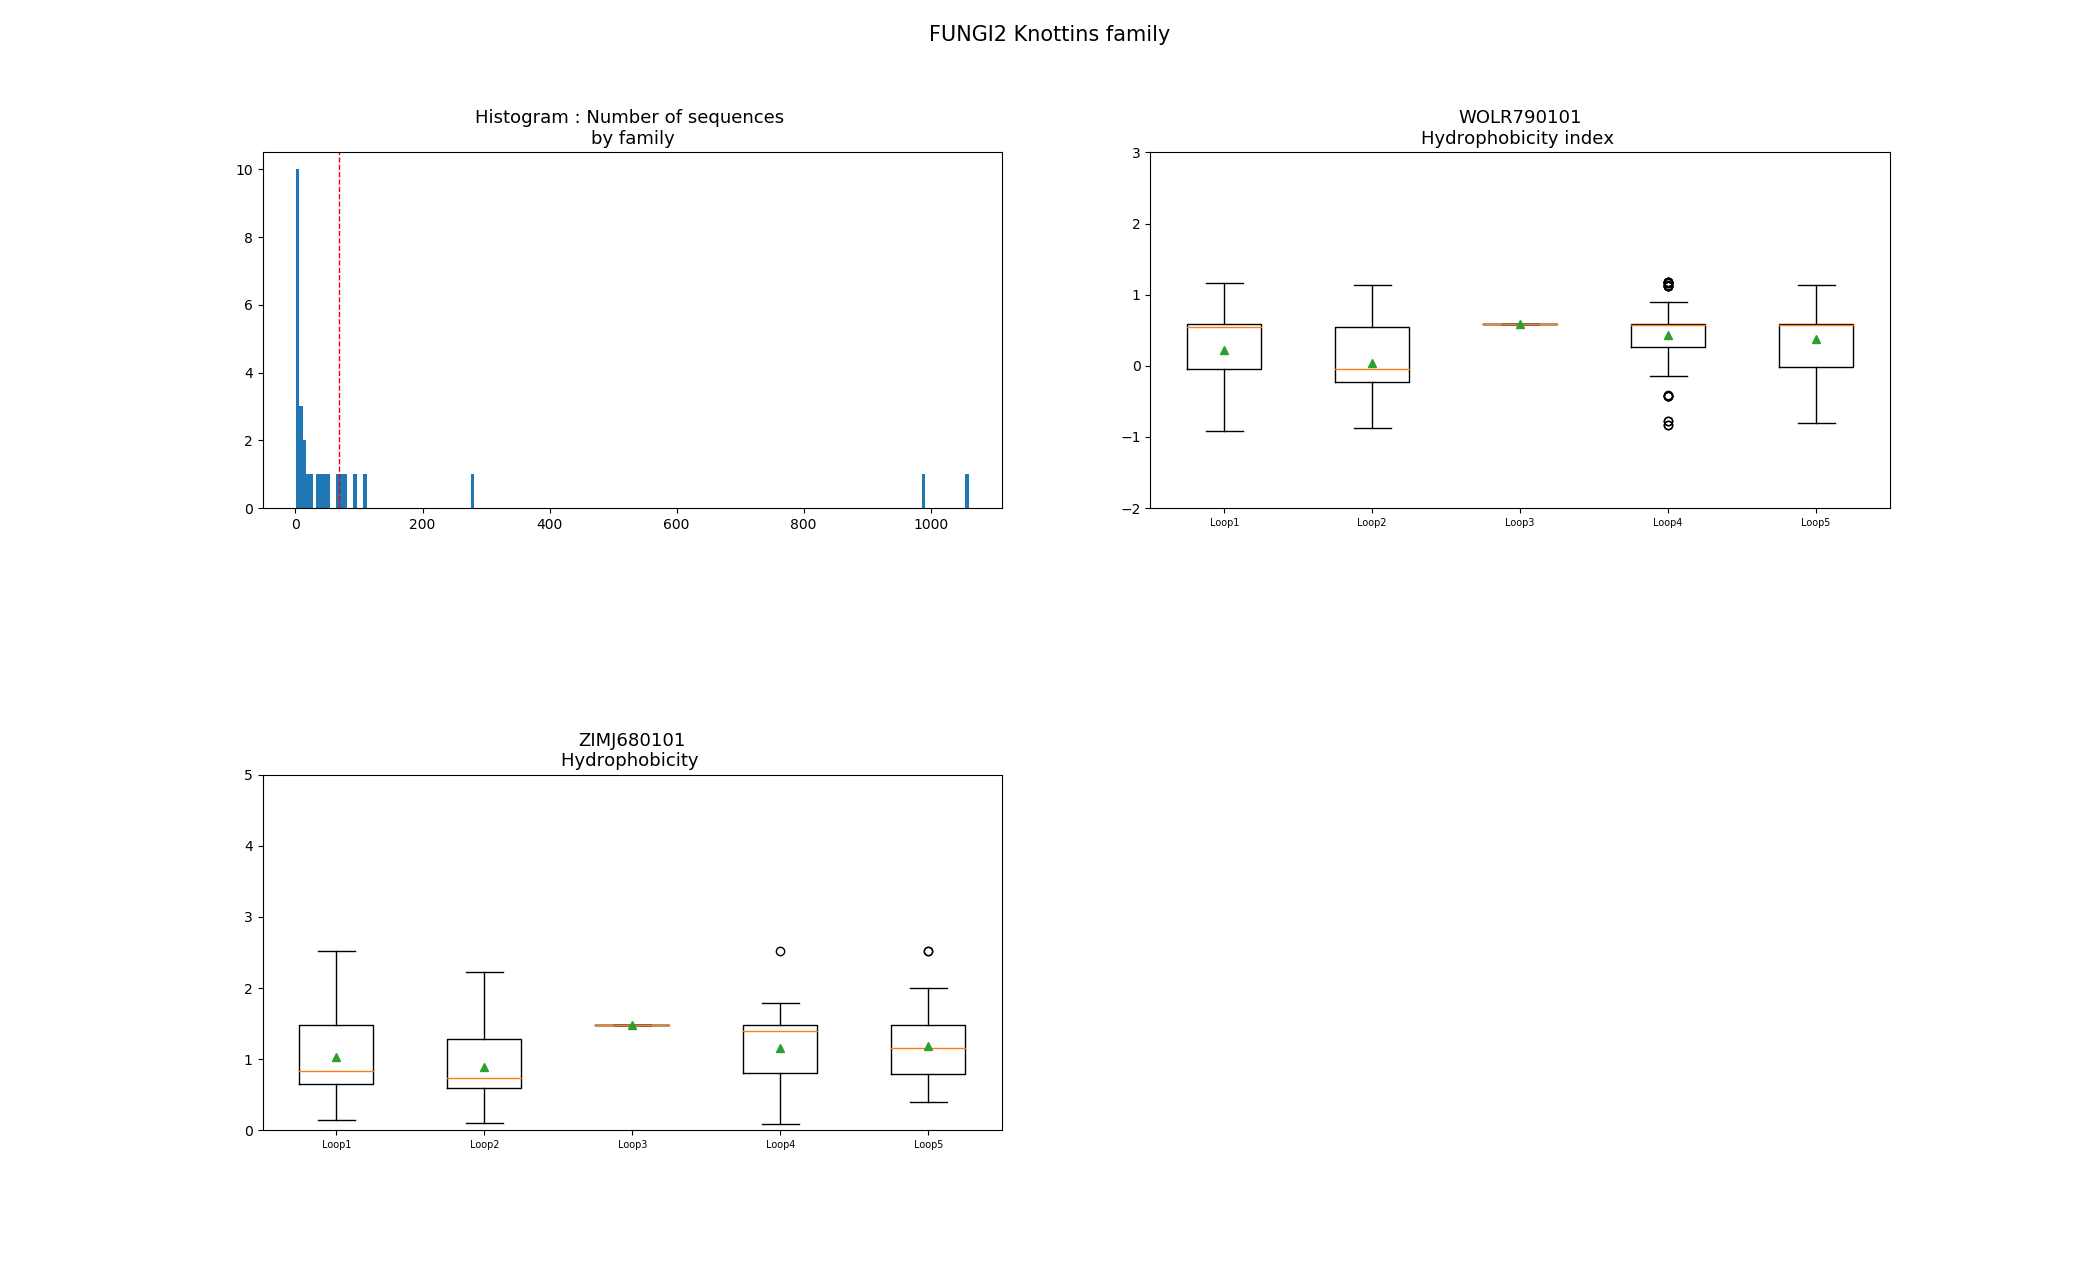 FUNGI2 Knottins family
Histogram : Number of sequences
by family
10
8
6
4
2
0
0 200 400 600 800 1000
WOLR790101
Hydrophobicity index
3
2
1
0
−1
−2
Loop1 Loop2 Loop3 Loop4 Loop5
ZIMJ680101
Hydrophobicity
5
4
3
2
1
0
Loop1 Loop2 Loop3 Loop4 Loop5